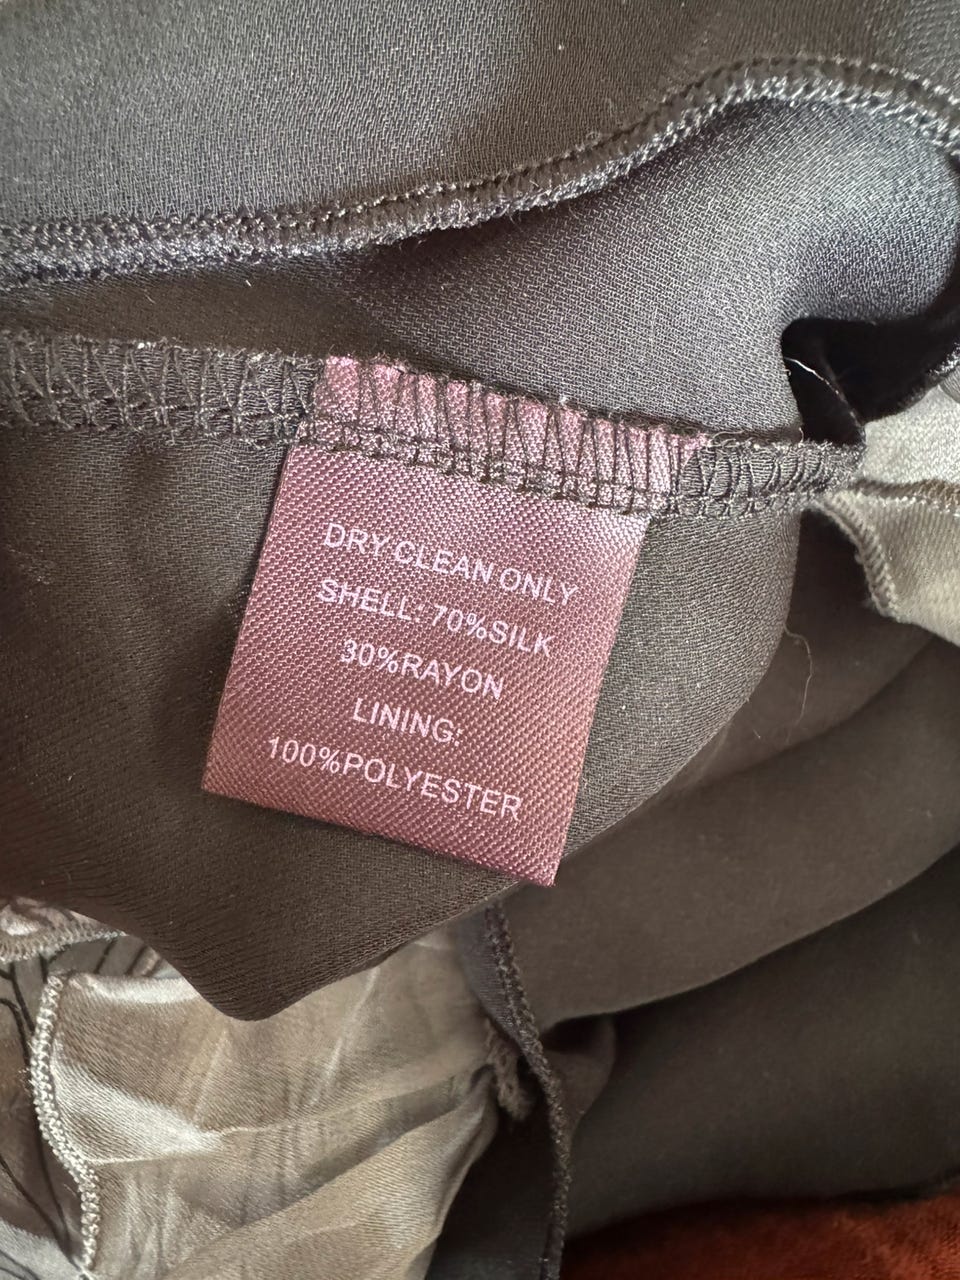 DRY CLEAN ONLY
SHELL: 70%SILK
30%RAYON
LINING:
100%POLYESTER